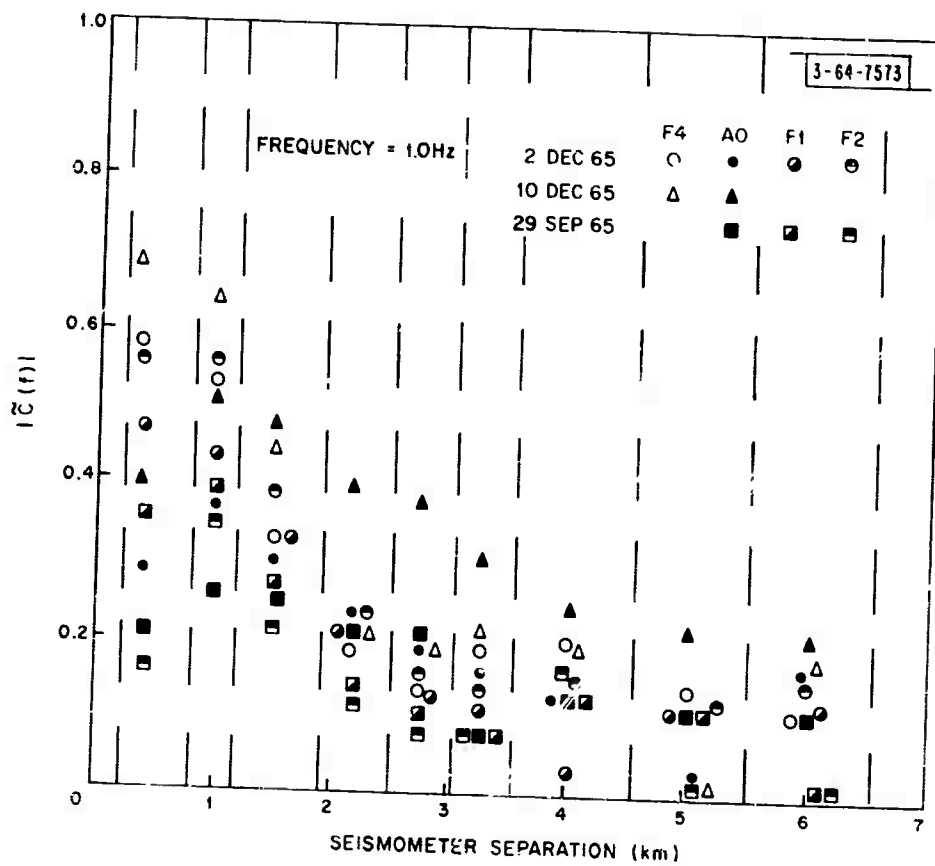 1.0
3-64-7573
F4 A0 F1 F2
FREQUENCY = 1.0Hz
2 DEC 65
0.8
10 DEC 65
29 SEP 65
0.6
|C̃(f)|
0.4
0.2
0
1 2 3 4 5 6 7
SEISMOMETER SEPARATION (km)